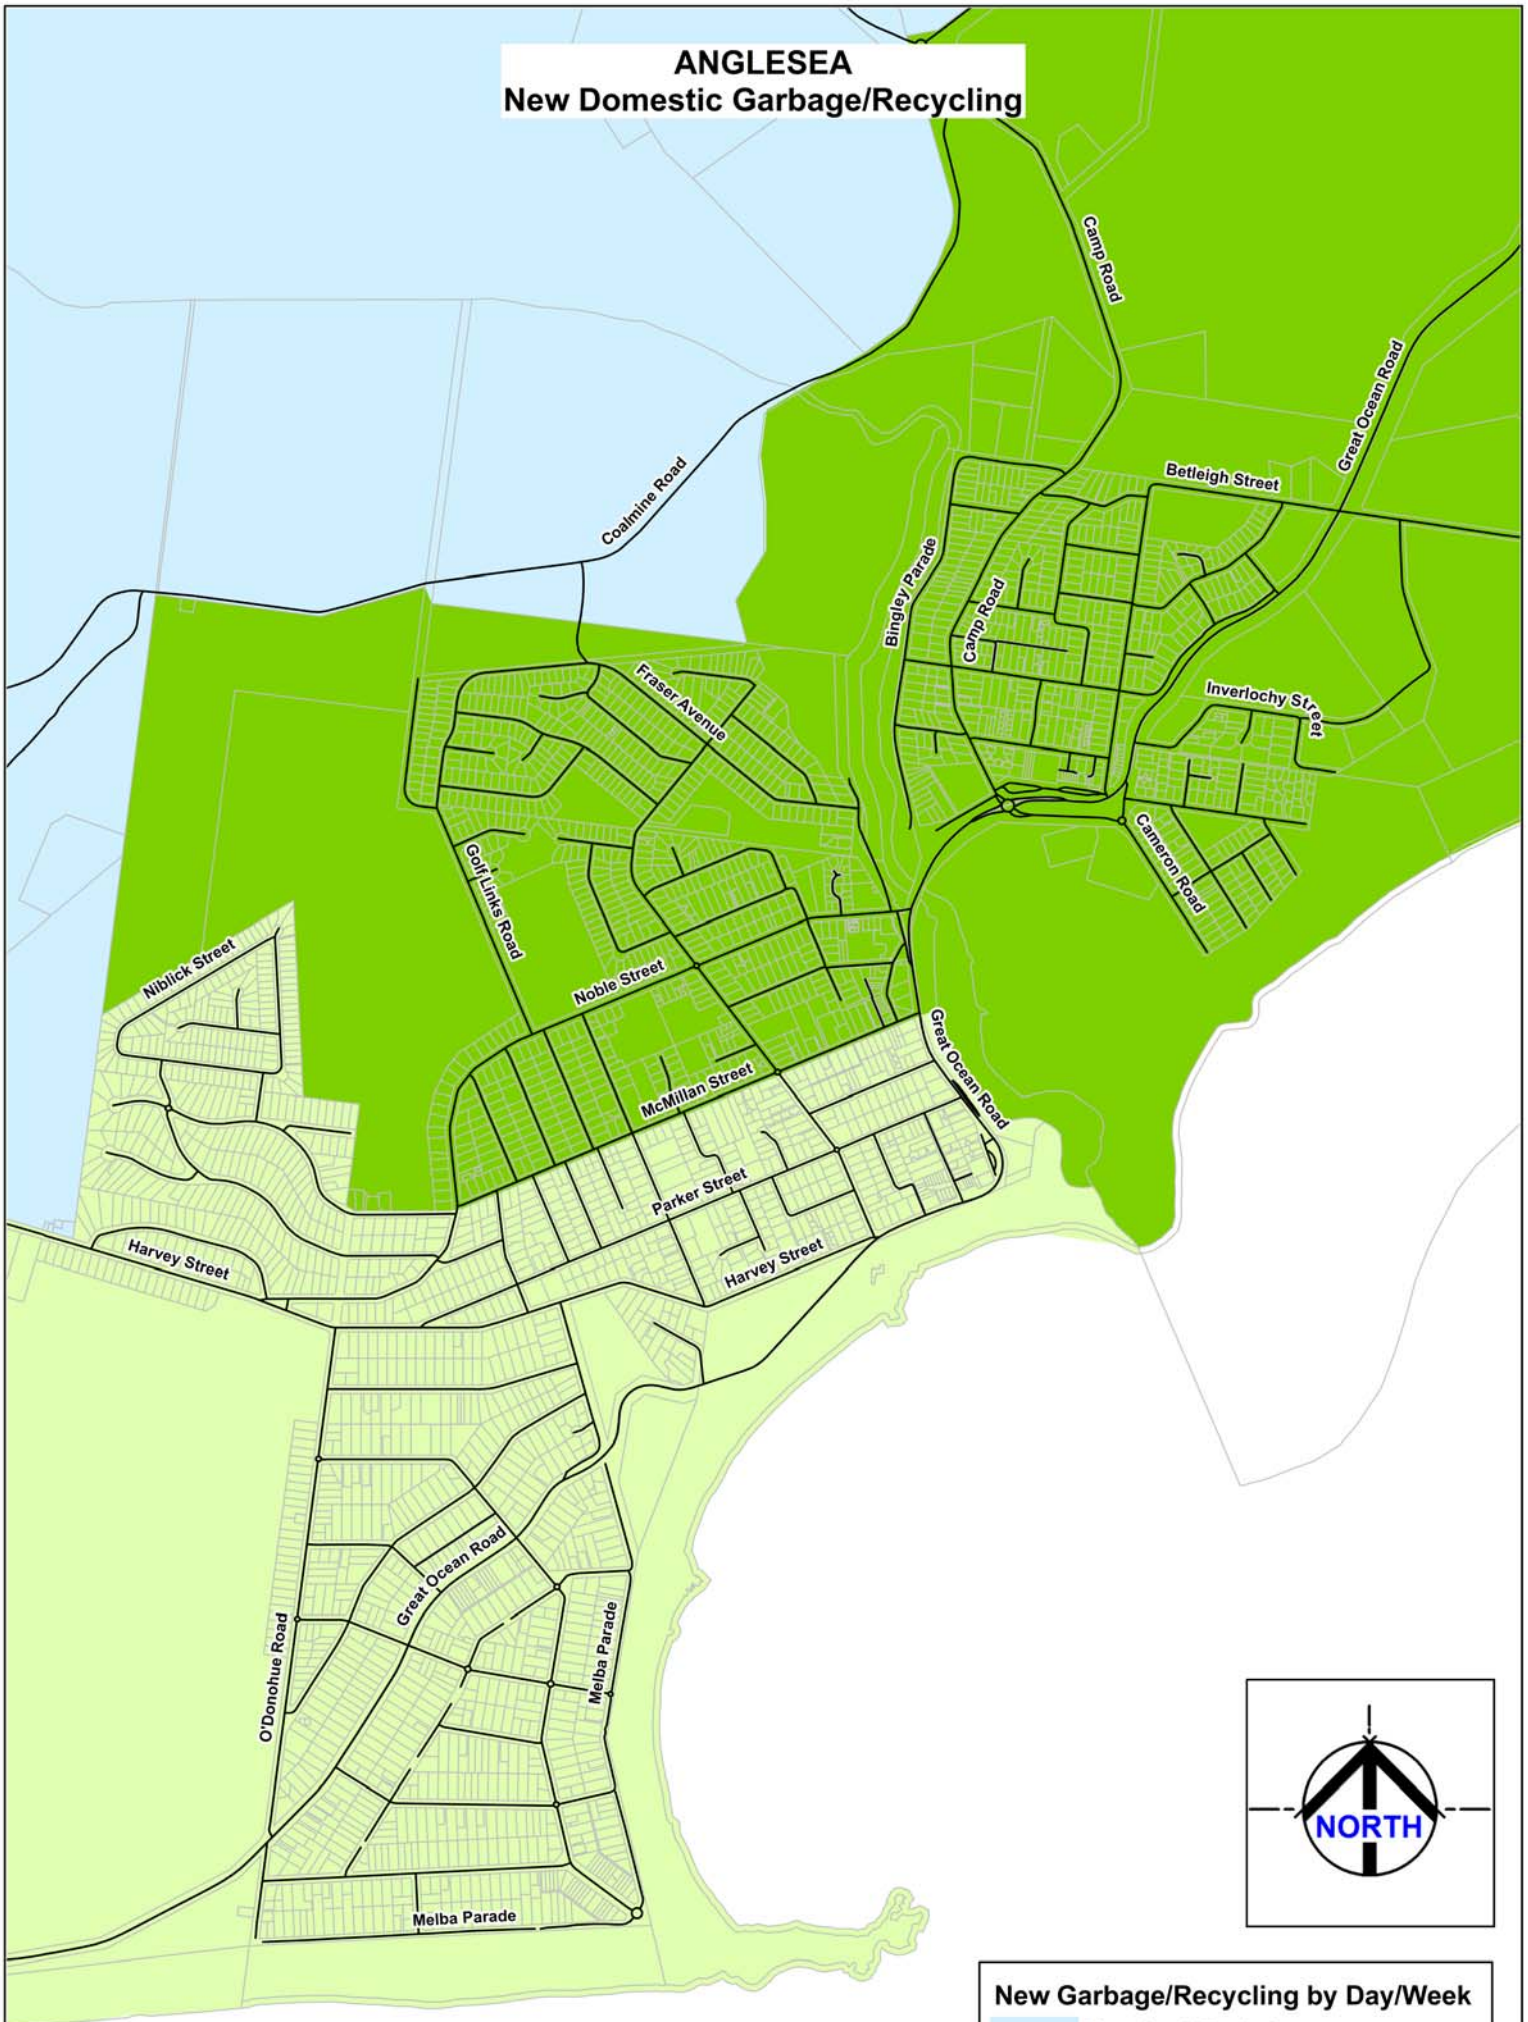 ANGLESEA
New Domestic Garbage/Recycling
Camp Road
Great Ocean Road
Betleigh Street
Coalmine Road
Bingley Parade
Camp Road
Fraser Avenue
Inverlochy Street
Golf Links Road
Cameron Road
Niblick Street
Noble Street
Great Ocean Road
McMillan Street
Parker Street
Harvey Street
Harvey Street
Great Ocean Road
O'Donohue Road
Melba Parade
NORTH
Melba Parade
New Garbage/Recycling by Day/Week